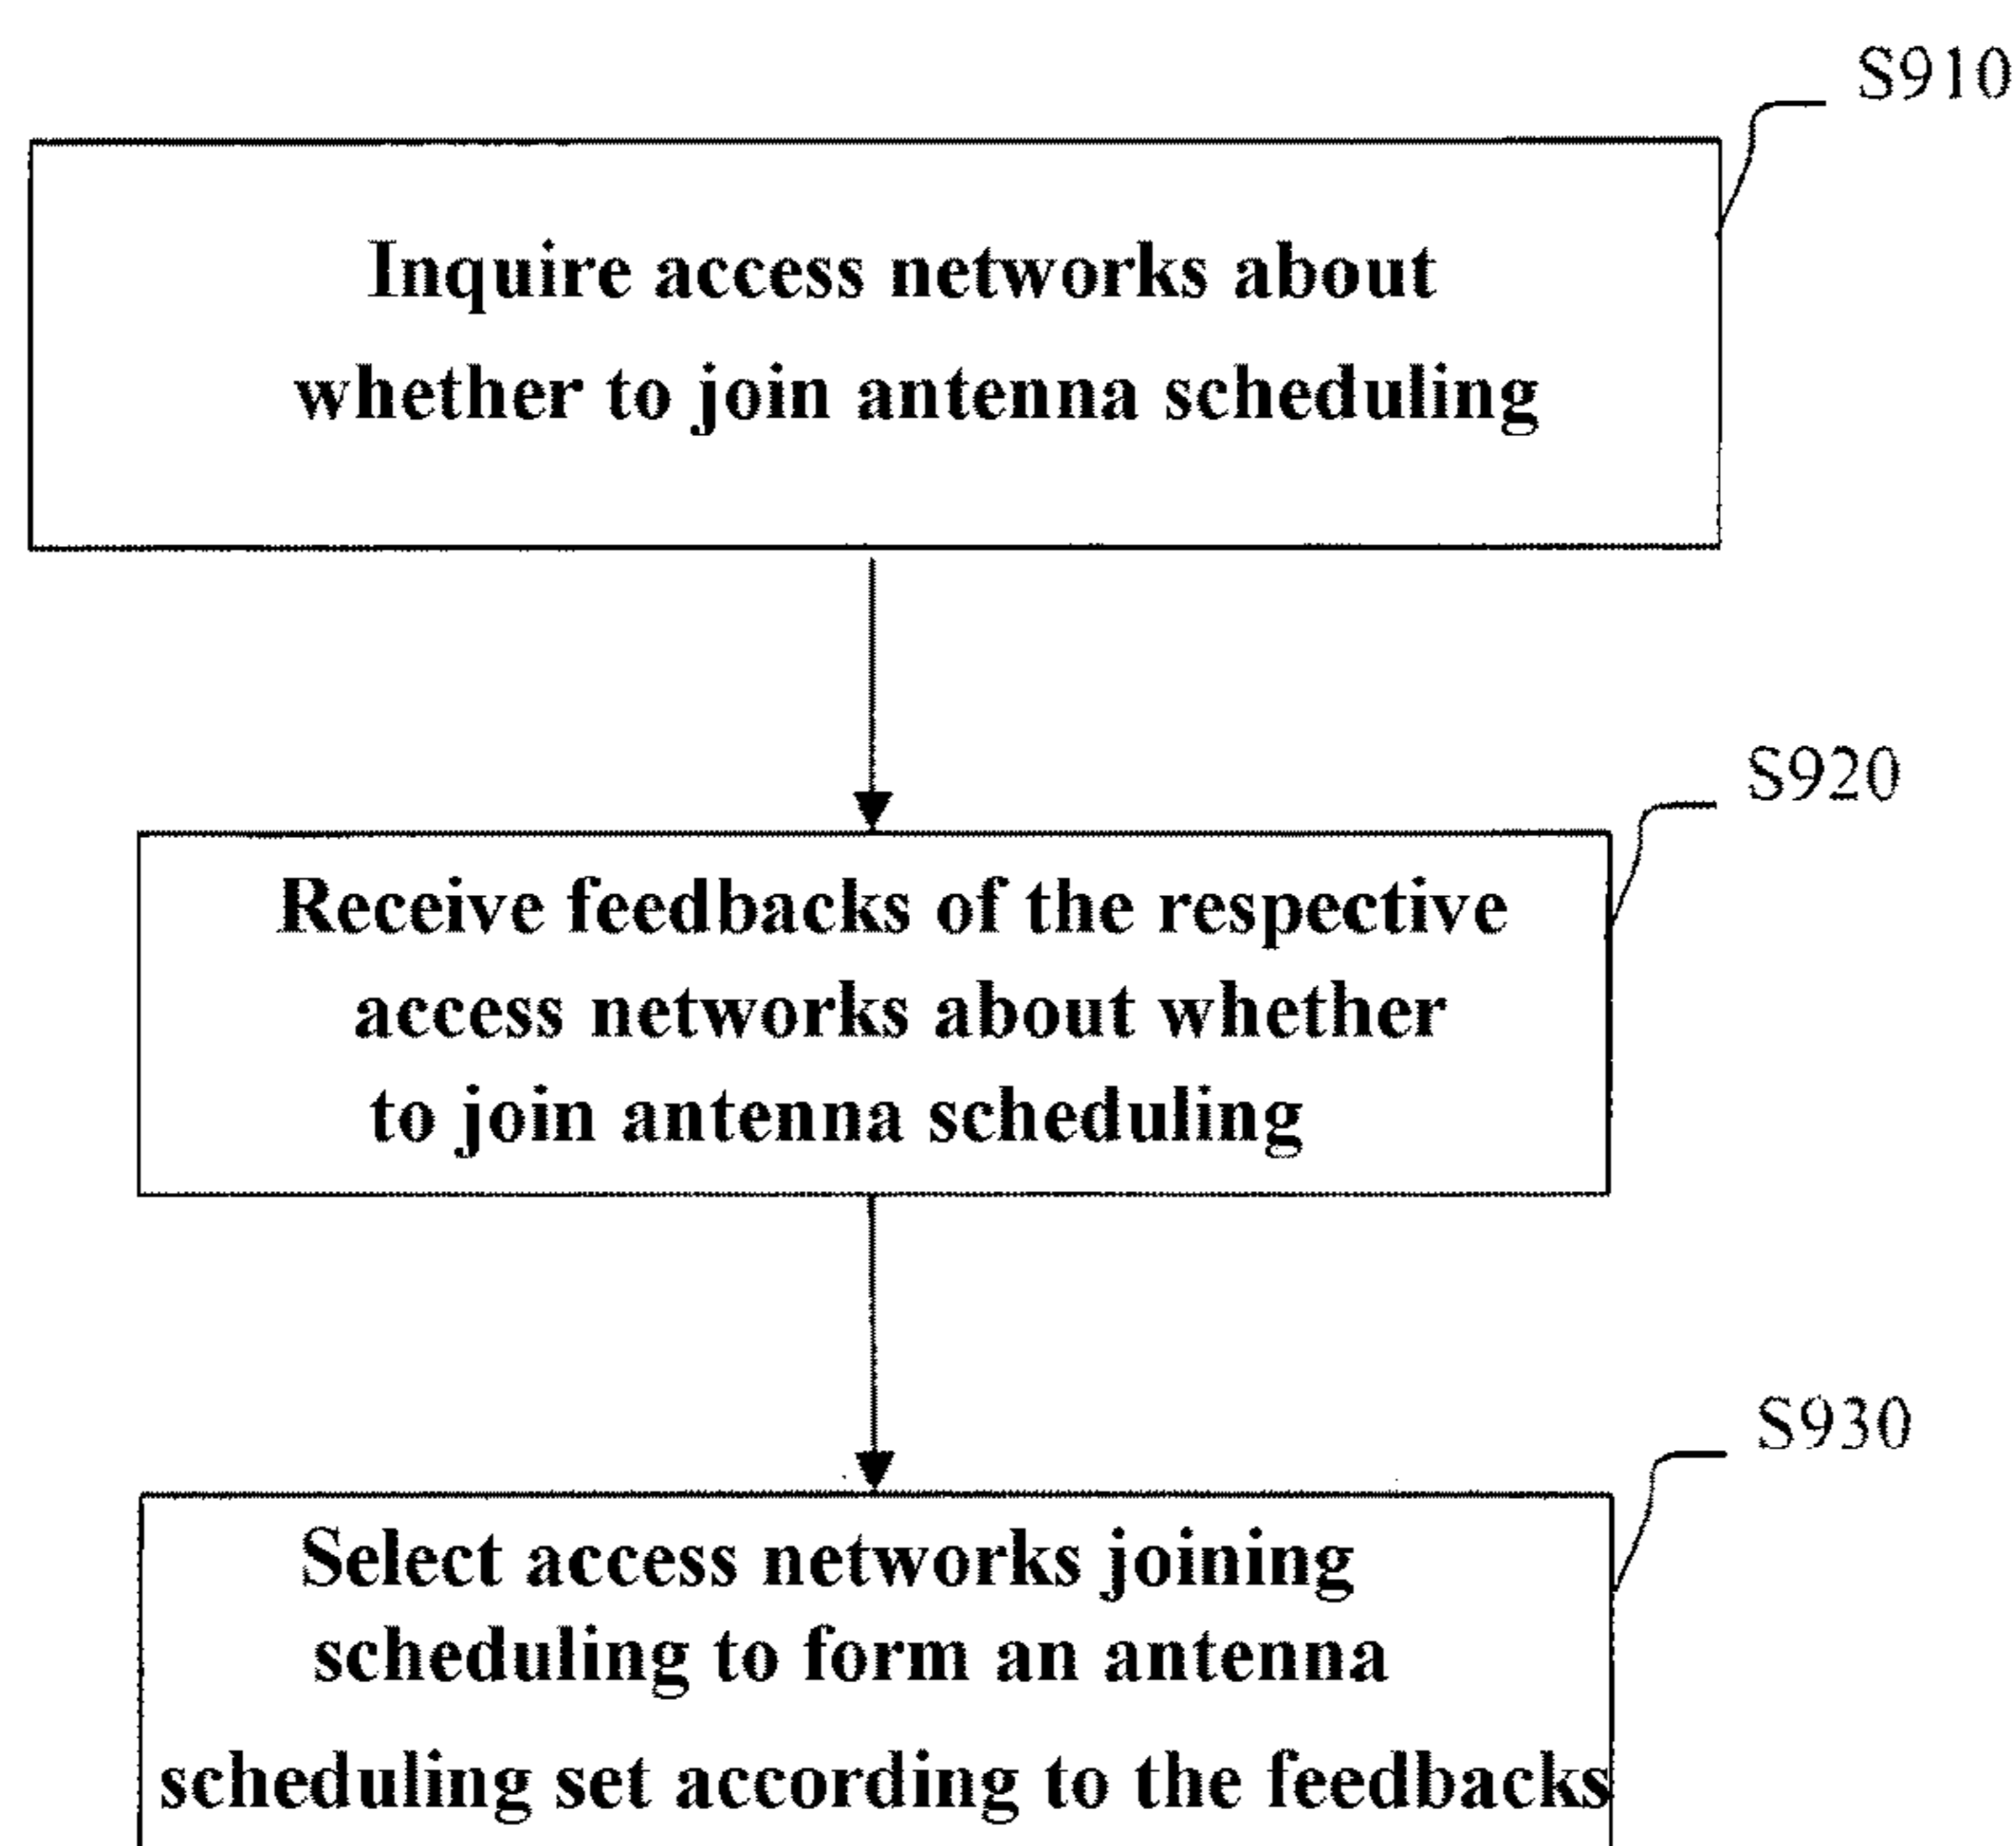 S910
Inquire access networks about
whether to join antenna scheduling
S920
Receive feedbacks of the respective
access networks about whether
to join antenna scheduling
S930
Select access networks joining
scheduling to form an antenna
scheduling set according to the feedbacks